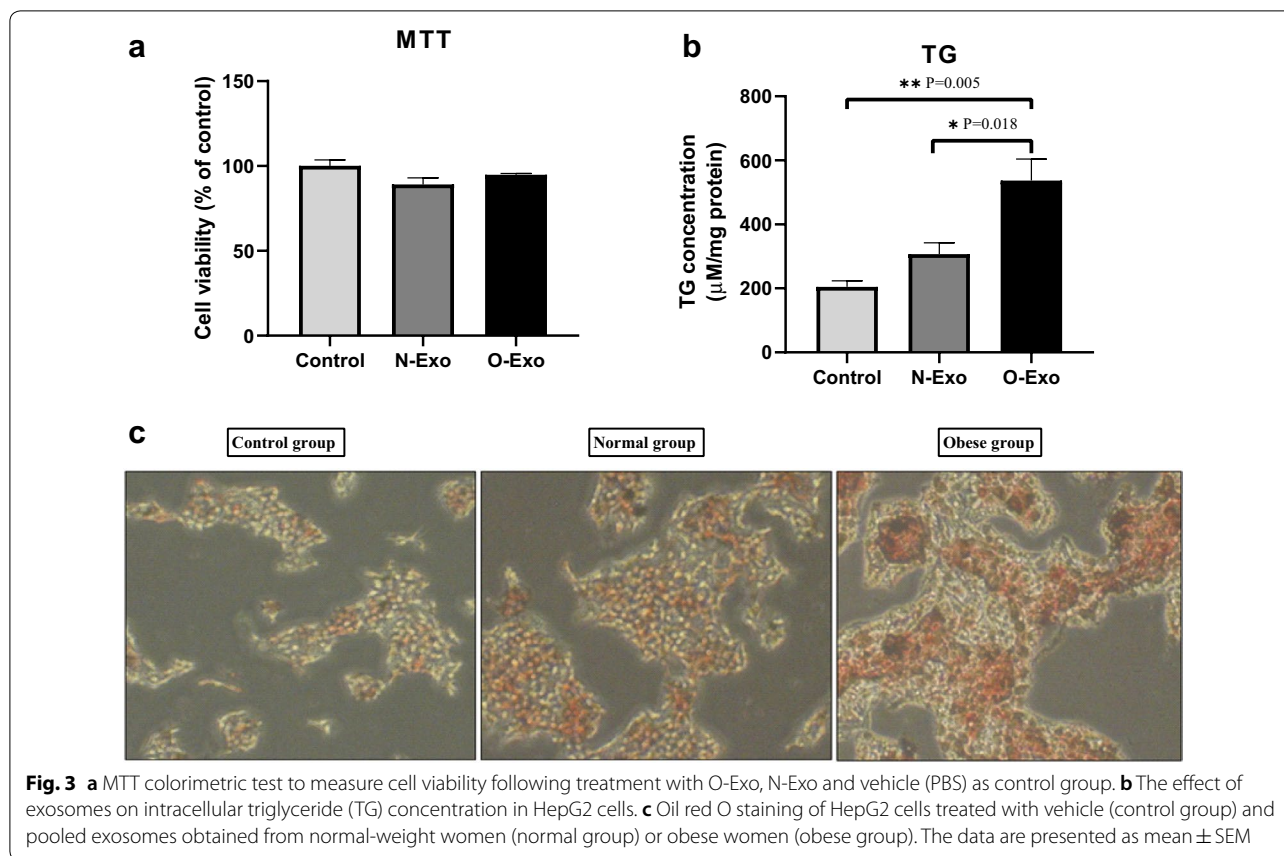 a
MTT
Cell viability (% of control)
150
100
50
0
Control N-Exo O-Exo
b
TG
∗∗ P=0.005
∗ P=0.018
TG concentration
(μM/mg protein)
800
600
400
200
0
Control N-Exo O-Exo
c
Control group Normal group Obese group
Fig. 3 a MTT colorimetric test to measure cell viability following treatment with O-Exo, N-Exo and vehicle (PBS) as control group. b The effect of
exosomes on intracellular triglyceride (TG) concentration in HepG2 cells. c Oil red O staining of HepG2 cells treated with vehicle (control group) and
pooled exosomes obtained from normal-weight women (normal group) or obese women (obese group). The data are presented as mean ± SEM